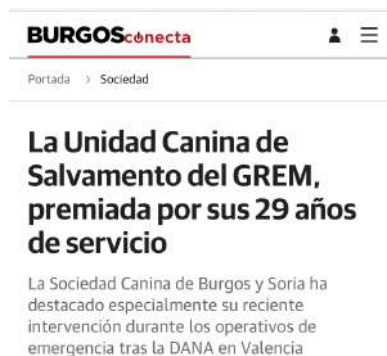 BURGOSconecta
Portada > Sociedad
La Unidad Canina de
Salvamento del GREM,
premiada por sus 29 años
de servicio
La Sociedad Canina de Burgos y Soria ha
destacado especialmente su reciente
intervención durante los operativos de
emergencia tras la DANA en Valencia